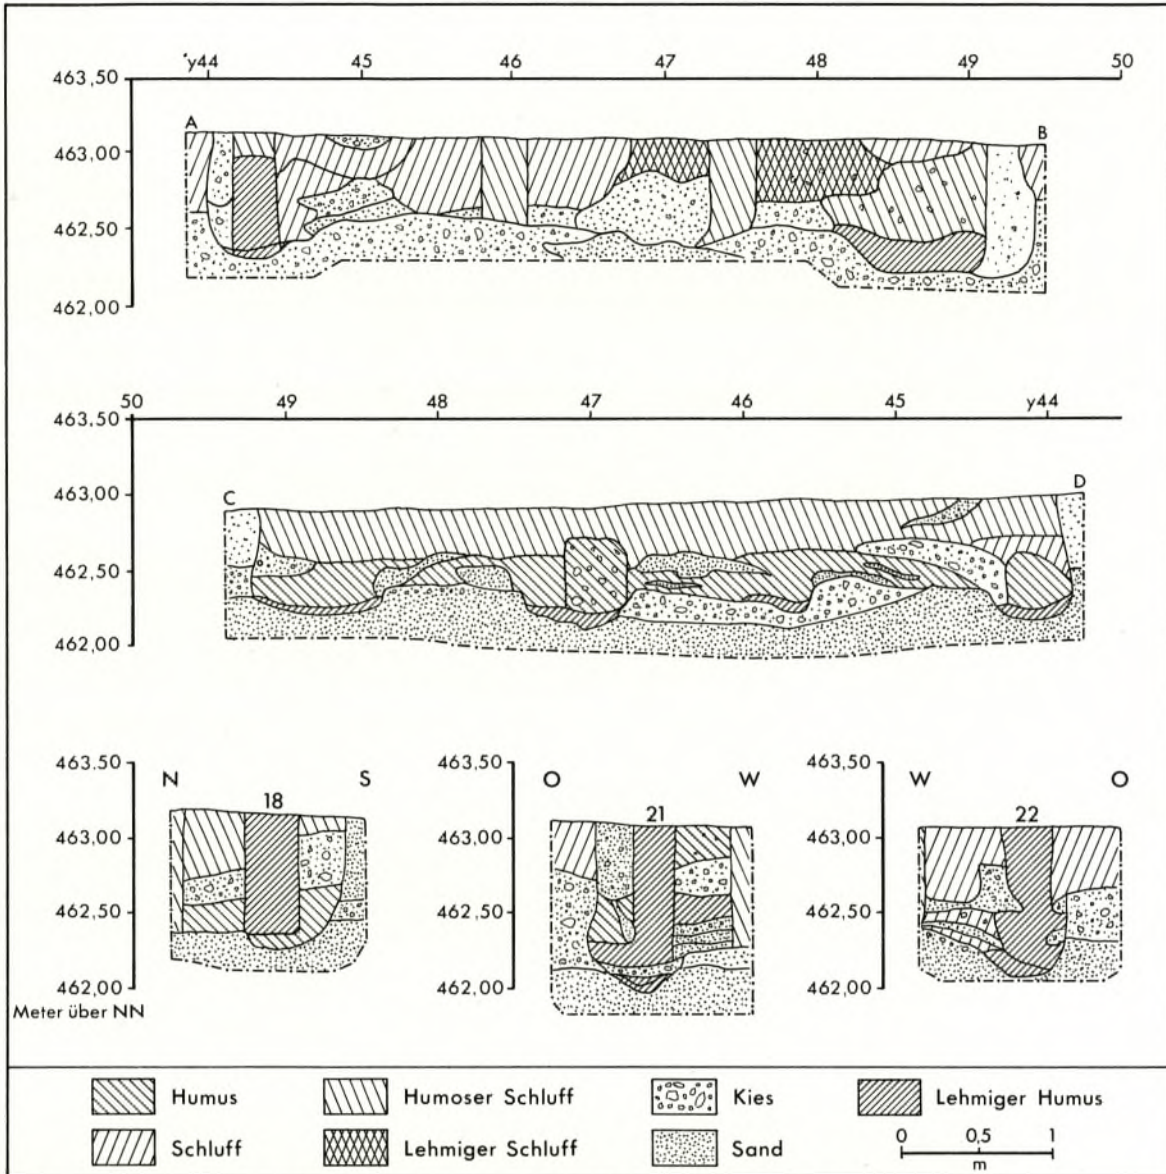 y44 45 46 47 48 49 50
463,50
A B
463,00
462,50
462,00
50 49 48 47 46 45 y44
463,50
C D
463,00
462,50
462,00
463,50 N S 463,50 O W 463,50 W O
18 21 22
463,00 463,00 463,00
462,50 462,50 462,50
462,00 462,00 462,00
Meter über NN
Humus Humoser Schluff Kies Lehmiger Humus
Schluff Lehmiger Schluff Sand 0 0,5 1
m